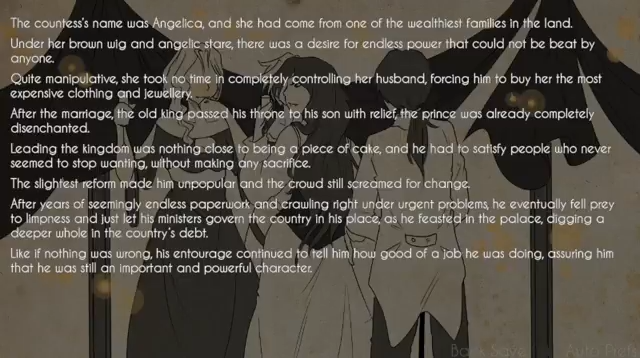 The countess's name was Angelica, and she had come from one of the wealthiest families in the land.
Under her brown wig and angelic stare, there was a desire for endless power that could not be beat by
anyone.
Quite manipulative, she took no time in completely controlling her husband, forcing him to buy her the most
expensive clothing and jewellery.
After the marriage, the old king passed his throne to his son with relief, the prince was already completely
disenchanted.
Leading the kingdom was nothing close to being a piece of cake, and he had to satisfy people who never
seemed to stop wanting, without making any sacrifice.
The slightest reform made him unpopular and the crowd still screamed for change.
After years of seemingly endless paperwork and crawling right under urgent problems, he eventually fell prey
to limpness and just let his ministers govern the country in his place, as he feasted in the palace, digging a
deeper whole in the country's debt.
Like if nothing was wrong, his entourage continued to tell him how good of a job he was doing, assuring him
that he was still an important and powerful character.
Back Save Auto Prefs